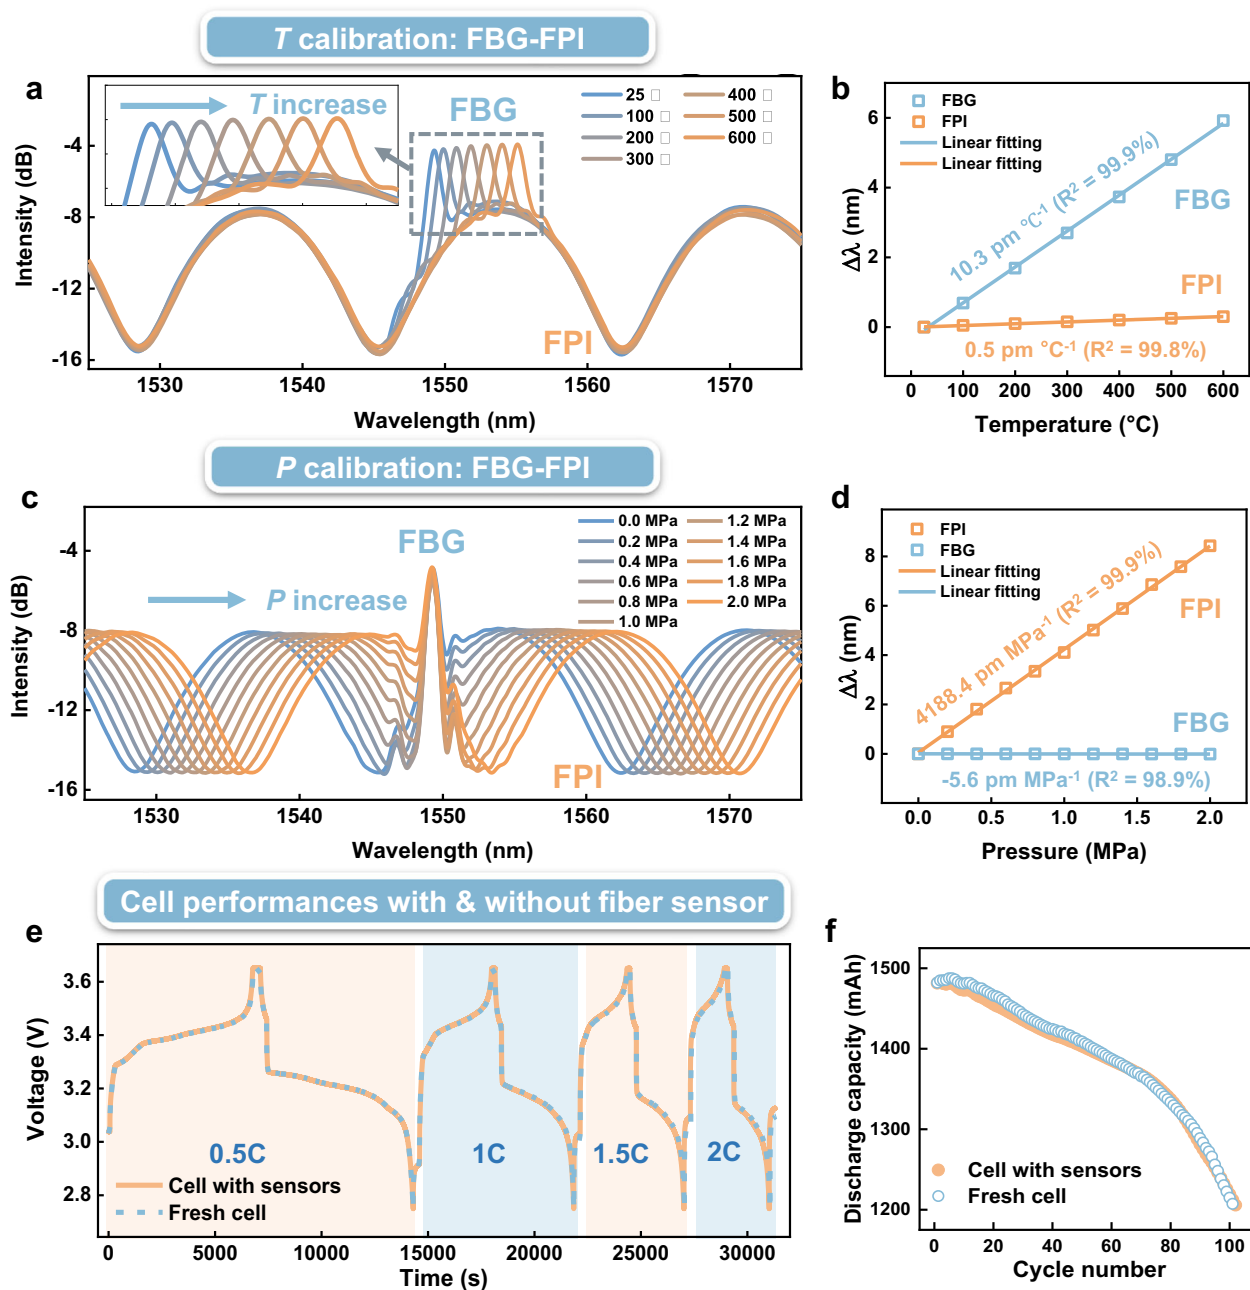 T calibration: FBG-FPI
a
T increase
FBG
25 □
100 □
200 □
300 □
400 □
500 □
600 □
FPI
-4
-8
-12
-16
Intensity (dB)
1530
1540
1550
1560
1570
Wavelength (nm)
b
FBG
FPI
Linear fitting
Linear fitting
10.3 pm °C⁻¹ (R² = 99.9%)
FBG
FPI
0.5 pm °C⁻¹ (R² = 99.8%)
6
4
2
0
Δλ (nm)
0
100
200
300
400
500
600
Temperature (°C)
P calibration: FBG-FPI
c
FBG
P increase
0.0 MPa
0.2 MPa
0.4 MPa
0.6 MPa
0.8 MPa
1.0 MPa
1.2 MPa
1.4 MPa
1.6 MPa
1.8 MPa
2.0 MPa
FPI
-4
-8
-12
-16
Intensity (dB)
1530
1540
1550
1560
1570
Wavelength (nm)
d
FPI
FBG
Linear fitting
Linear fitting
4188.4 pm MPa⁻¹ (R² = 99.9%)
FPI
FBG
-5.6 pm MPa⁻¹ (R² = 98.9%)
8
6
4
2
0
Δλ (nm)
0.0
0.5
1.0
1.5
2.0
Pressure (MPa)
Cell performances with & without fiber sensor
e
3.6
3.4
3.2
3.0
2.8
Voltage (V)
0.5C
1C
1.5C
2C
Cell with sensors
Fresh cell
0
5000
10000
15000
20000
25000
30000
Time (s)
f
1500
1400
1300
1200
Discharge capacity (mAh)
Cell with sensors
Fresh cell
0
20
40
60
80
100
Cycle number